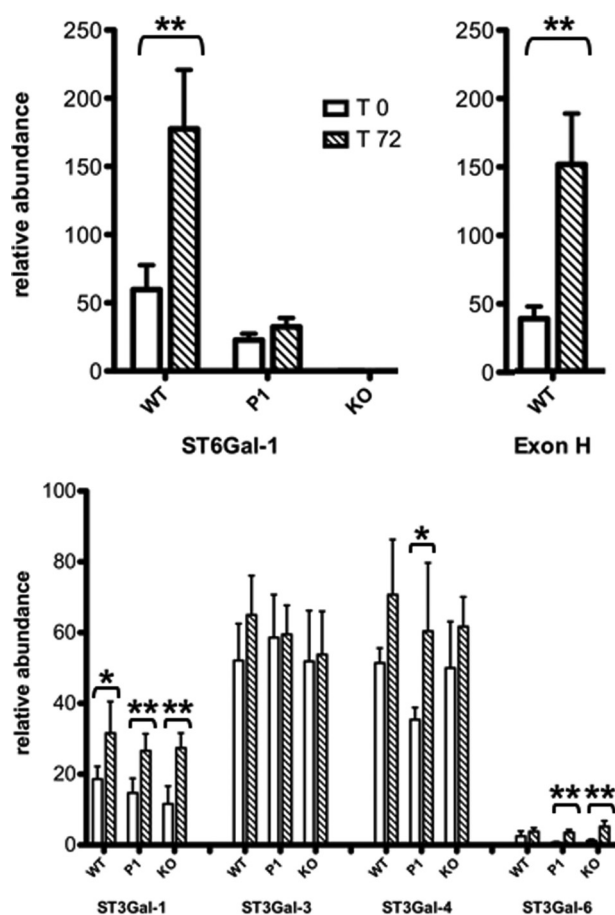 ** **
250 250
200 200
T 0
T 72
150 150
100 100
50 50
0 0
relative abundance
WT P1 KO WT
ST6Gal-1 Exon H
100
80
60
40
20
0
relative abundance
* ** ** * ** **
WT P1 KO WT P1 KO WT P1 KO WT P1 KO
ST3Gal-1 ST3Gal-3 ST3Gal-4 ST3Gal-6